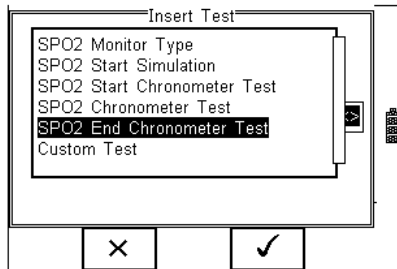 Insert Test
SPO2 Monitor Type
SPO2 Start Simulation
SPO2 Start Chronometer Test
SPO2 Chronometer Test
SPO2 End Chronometer Test
Custom Test